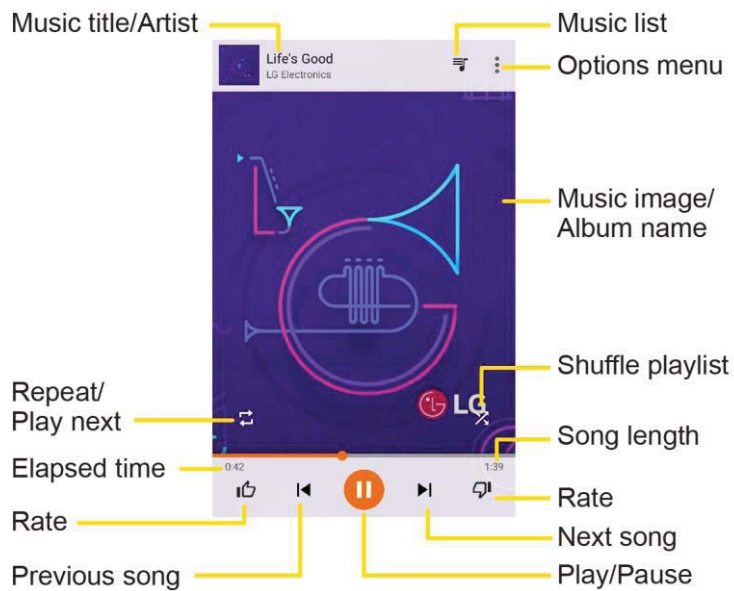 Music title/Artist
Music list
Life's Good
LG Electronics
Options menu
Music image/
Album name
Shuffle playlist
Repeat/
Play next
LG
Song length
Elapsed time
0:42
1:39
Rate
Rate
Next song
Previous song
Play/Pause